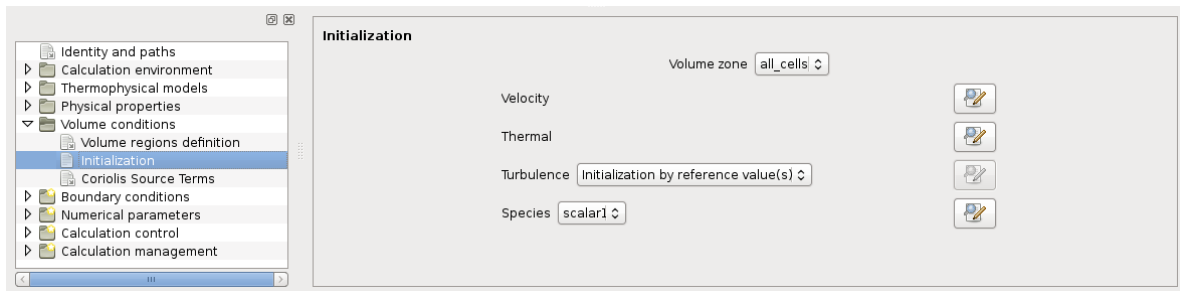 Identity and paths
Calculation environment
Thermophysical models
Physical properties
Volume conditions
Volume regions definition
Initialization
Coriolis Source Terms
Boundary conditions
Numerical parameters
Calculation control
Calculation management
Initialization
Volume zone all_cells
Velocity
Thermal
Turbulence Initialization by reference value(s)
Species scalar1